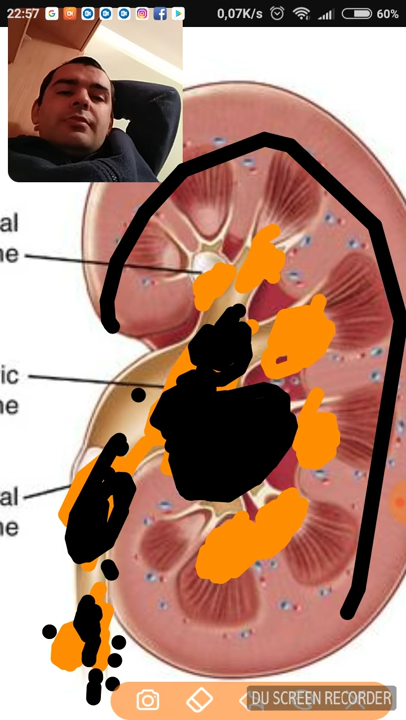 22:57 0,07K/s 60%
al
ne
ic
ne
al
ne
DU SCREEN RECORDER